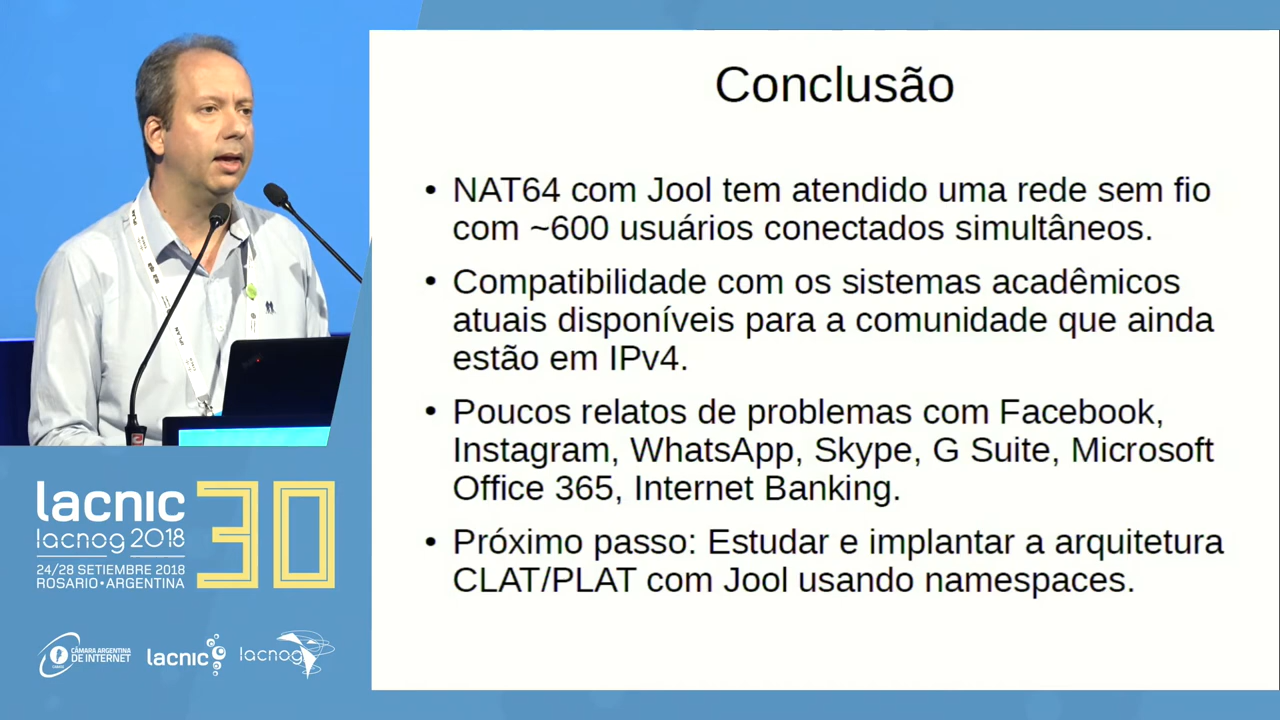 Conclusão
• NAT64 com Jool tem atendido uma rede sem fio
com ~600 usuários conectados simultâneos.
• Compatibilidade com os sistemas acadêmicos
atuais disponíveis para a comunidade que ainda
estão em IPv4.
• Poucos relatos de problemas com Facebook,
Instagram, WhatsApp, Skype, G Suite, Microsoft
Office 365, Internet Banking.
• Próximo passo: Estudar e implantar a arquitetura
CLAT/PLAT com Jool usando namespaces.
lacnic 30
lacnog 2018
24/28 SETIEMBRE 2018
ROSARIO•ARGENTINA
CÁMARA ARGENTINA
DE INTERNET
lacnic
lacnog